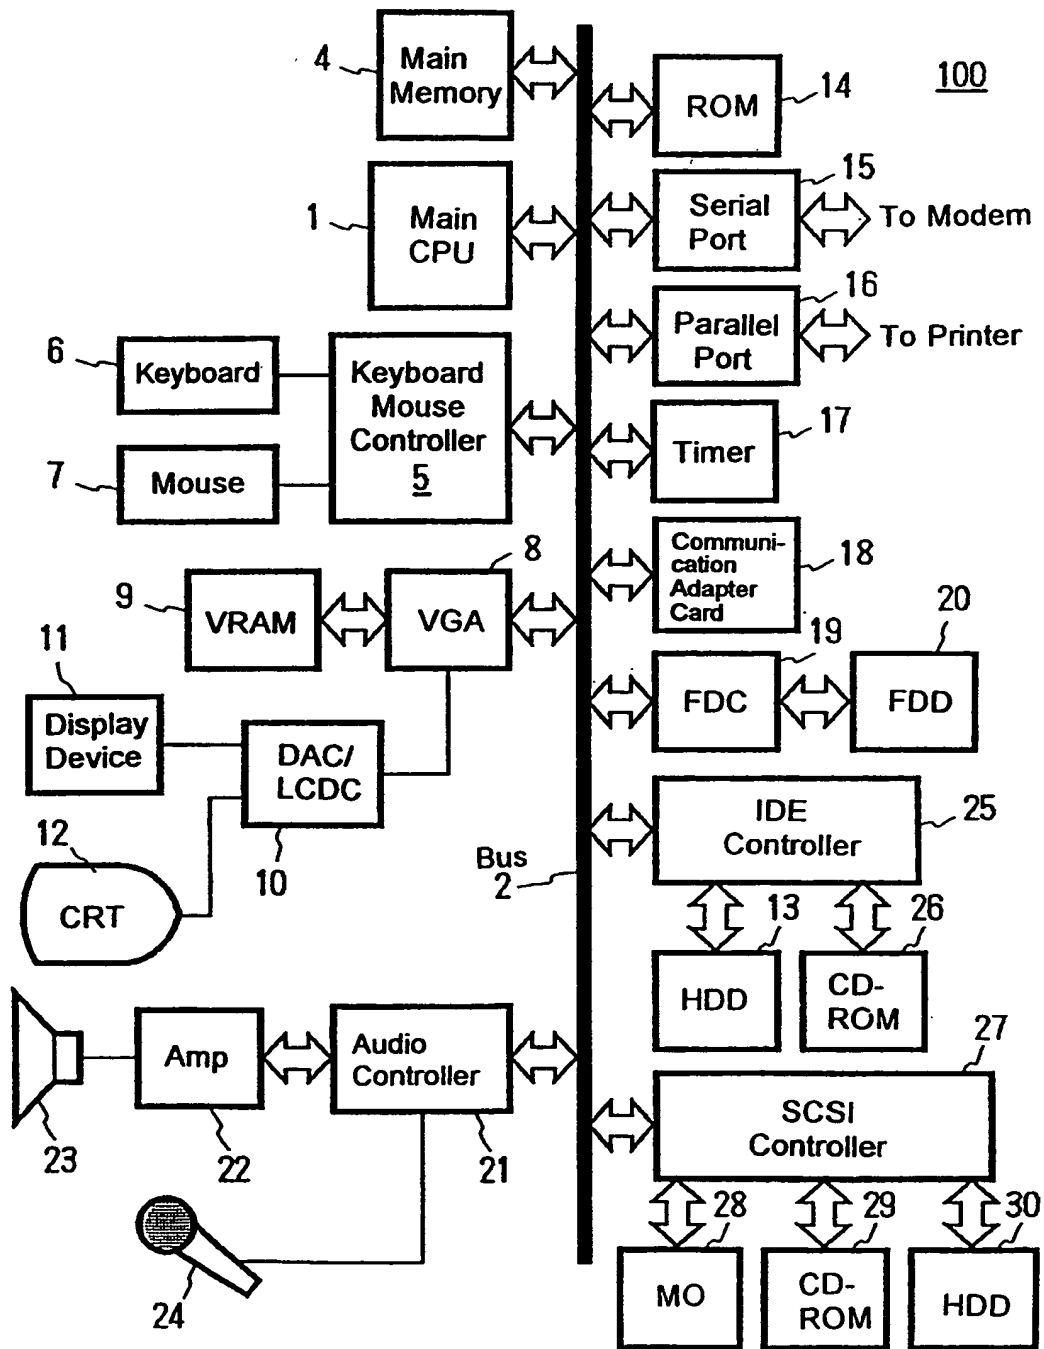 4
Main
Memory
1
Main
CPU
6
Keyboard
7
Mouse
Keyboard
Mouse
Controller
5
8
9
VRAM
VGA
11
Display
Device
DAC/
LCDC
10
12
CRT
Bus
2
Amp
22
Audio
Controller
21
23
24
100
ROM
14
15
Serial
Port
To Modem
16
Parallel
Port
To Printer
Timer
17
Communi-
cation
Adapter
Card
18
19
FDC
20
FDD
IDE
Controller
25
13
HDD
26
CD-
ROM
27
SCSI
Controller
28
MO
29
CD-
ROM
30
HDD